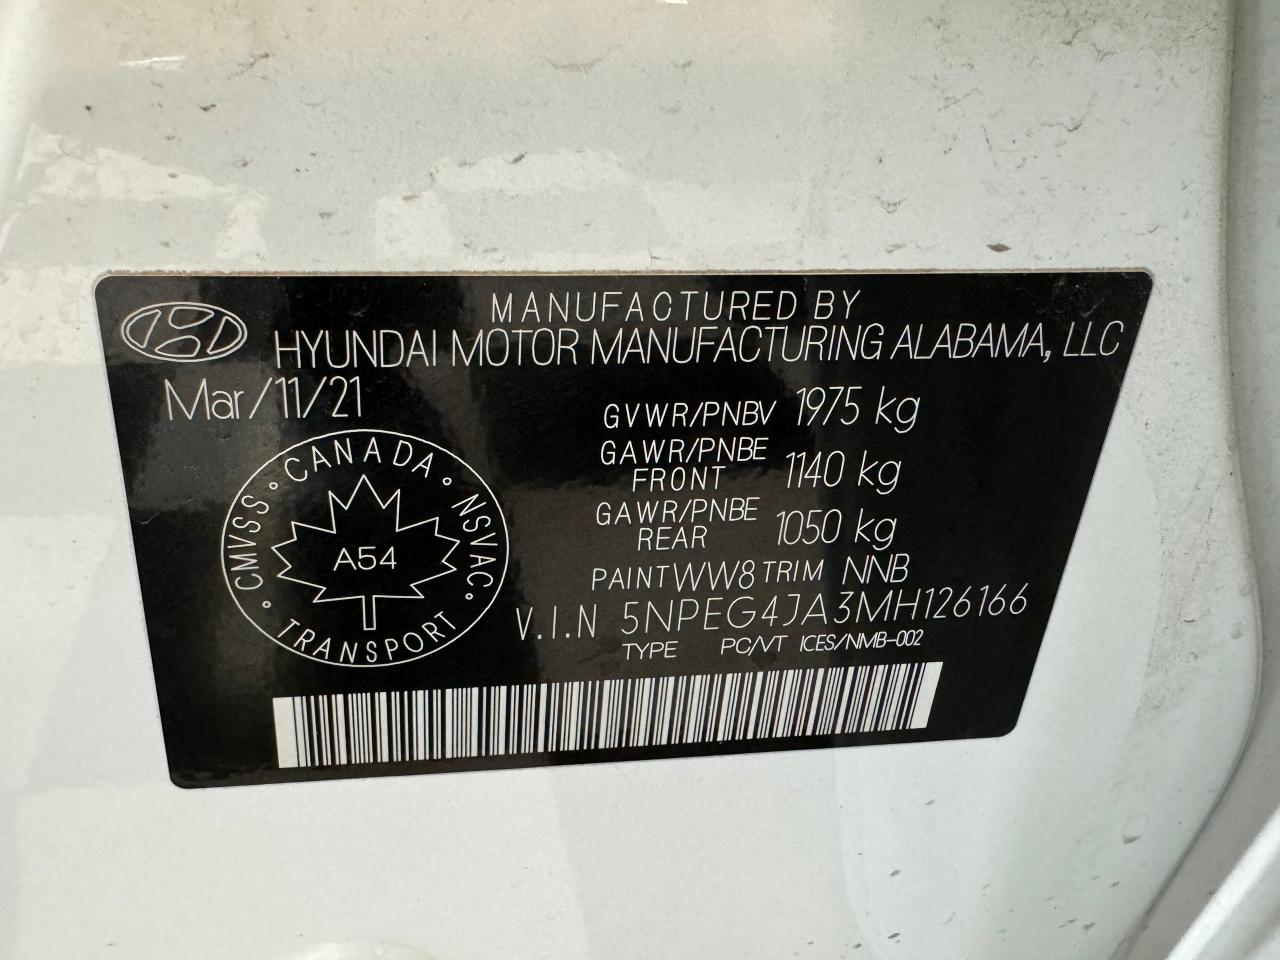 MANUFACTURED BY
HYUNDAI MOTOR MANUFACTURING ALABAMA, LLC
Mar/11/21
GVWR/PNBV 1975 kg
GAWR/PNBE FRONT 1140 kg
GAWR/PNBE REAR 1050 kg
PAINT WW8 TRIM NNB
V.I.N 5NPEG4JA3MH126166
TYPE PC/VT ICES/NMB-002
CMVSS ∘ CANADA ∘ NSVAC ∘ TRANSPORT ∘
A54